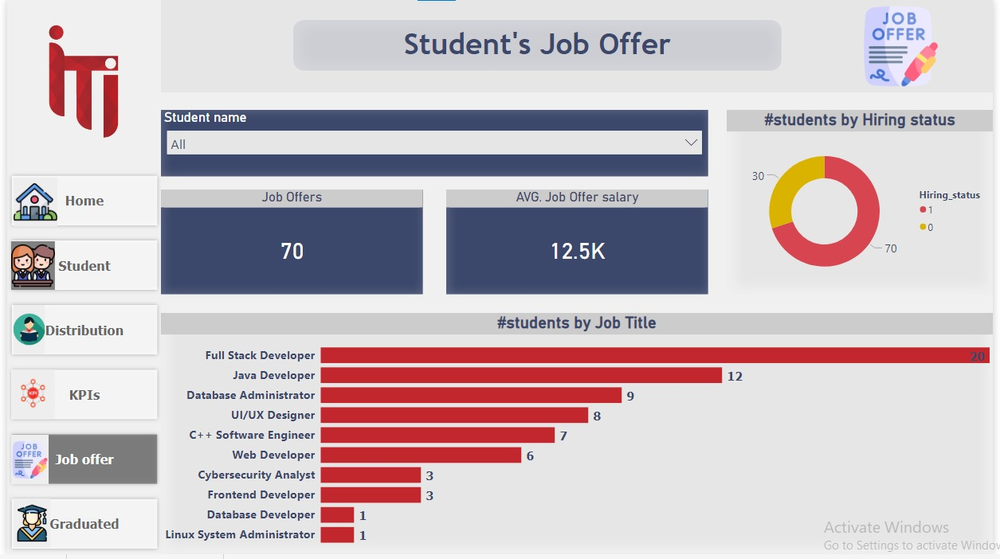 iTi
Student's Job Offer
JOB
OFFER
Student name
All
#students by Hiring status
30
70
Hiring_status
1
0
Job Offers
70
AVG. Job Offer salary
12.5K
Home
Student
Distribution
KPI
KPIs
JOB
OFFER
Job offer
Graduated
#students by Job Title
Full Stack Developer 20
Java Developer 12
Database Administrator 9
UI/UX Designer 8
C++ Software Engineer 7
Web Developer 6
Cybersecurity Analyst 3
Frontend Developer 3
Database Developer 1
Linux System Administrator 1
Activate Windows
Go to Settings to activate Window